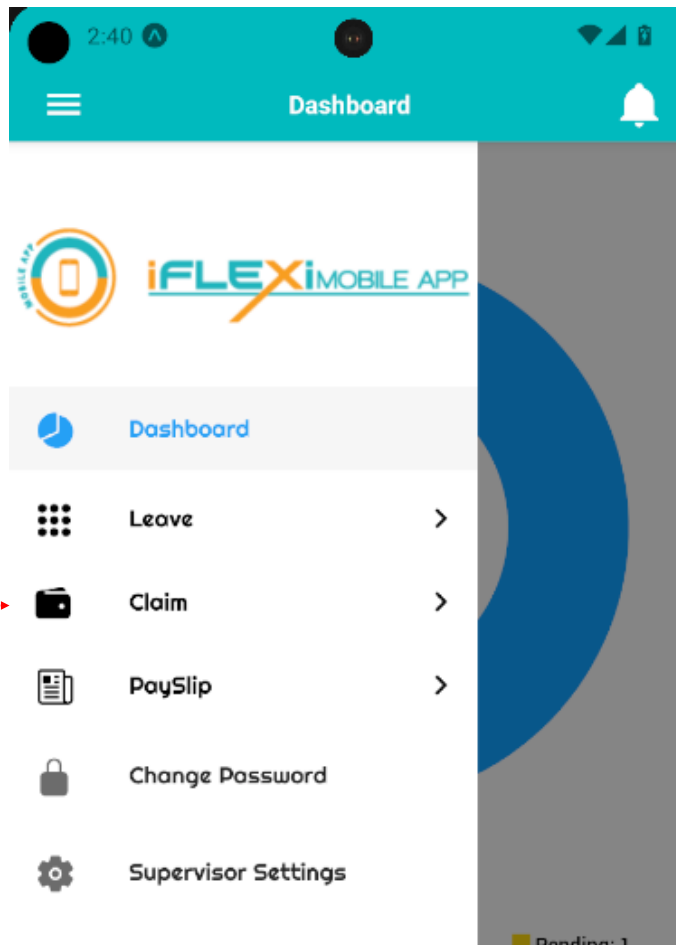 2:40
Dashboard
MOBILE APP
iFLEXi MOBILE APP
Dashboard
Leave
Claim
PaySlip
Change Password
Supervisor Settings
Pending: 1